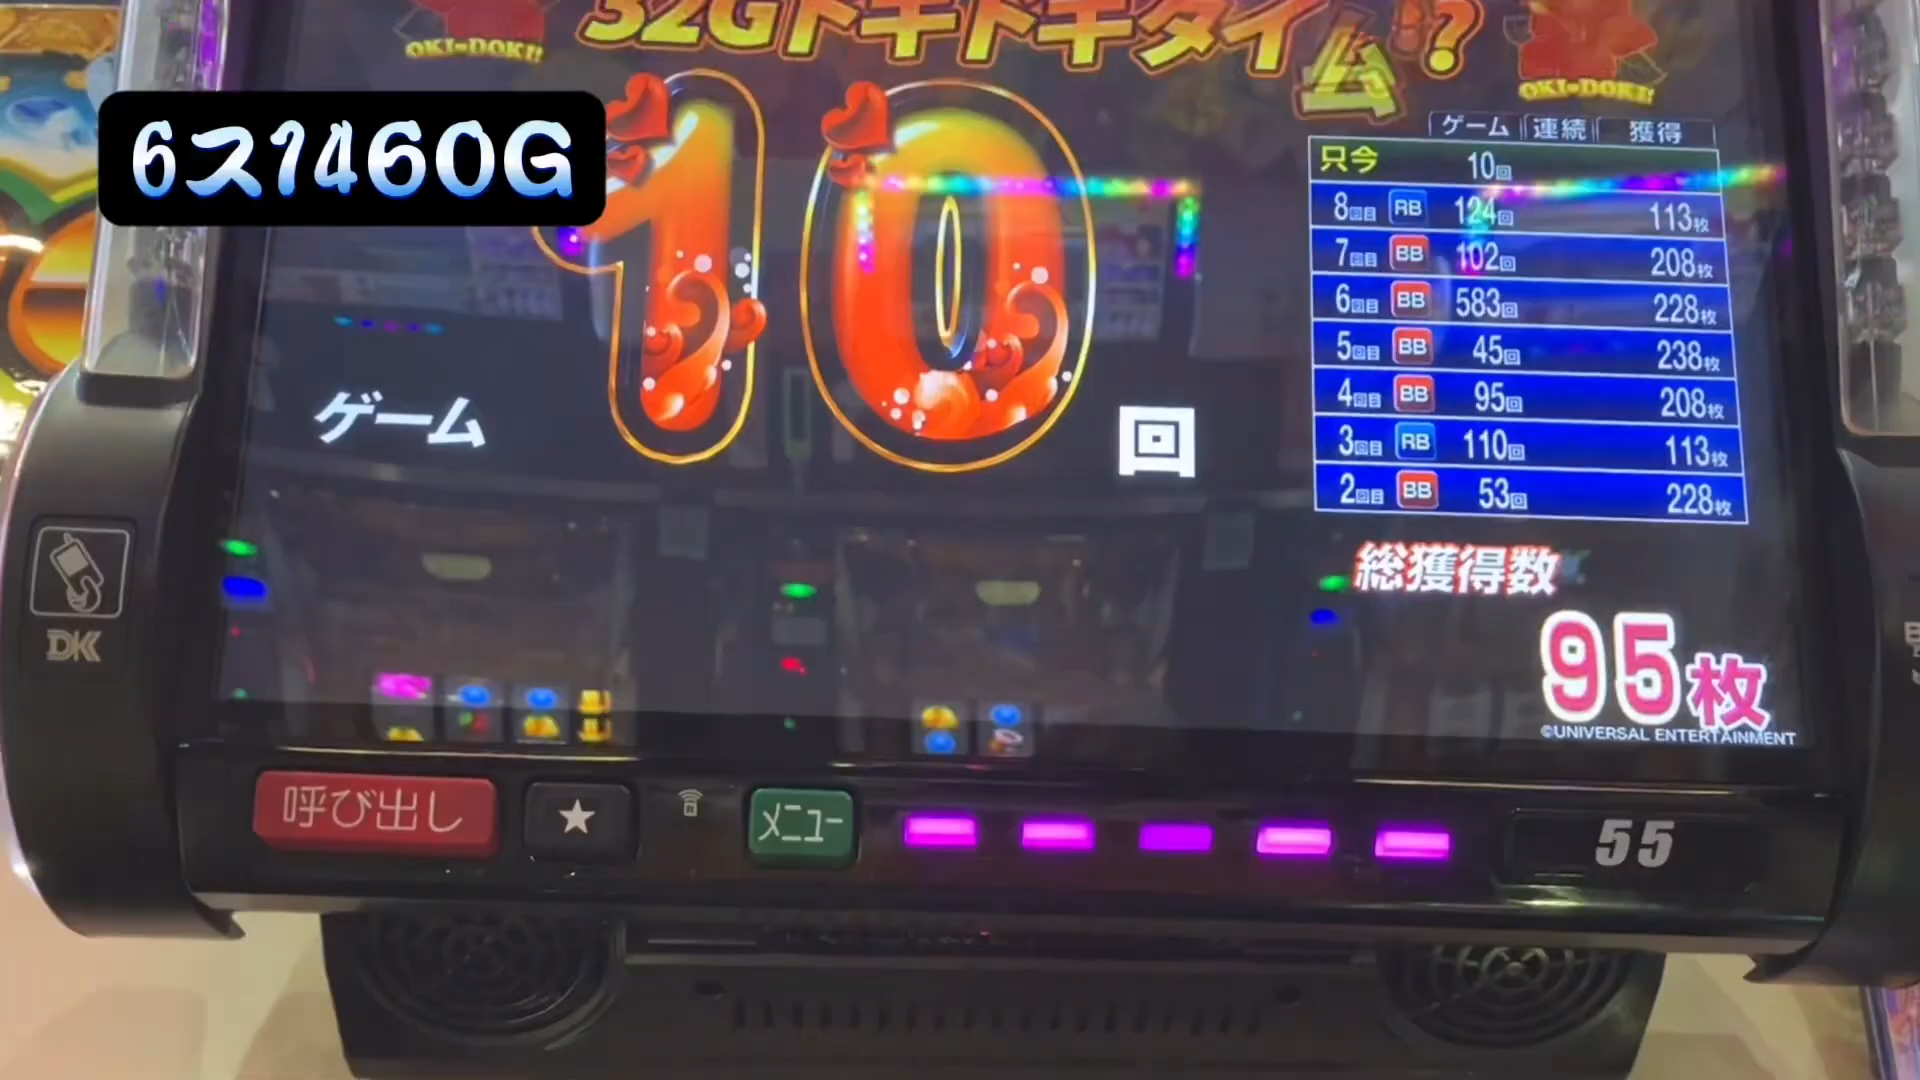 32Gドキドキタイム?
OKI-DOKI!
OKI-DOKI!
6ス1460G
ゲーム 10回
ゲーム 連続 獲得
只今 10回
8回目 RB 124回 113枚
7回目 BB 102回 208枚
6回目 BB 583回 228枚
5回目 BB 45回 238枚
4回目 BB 95回 208枚
3回目 RB 110回 113枚
2回目 BB 53回 228枚
総獲得数
95枚
©UNIVERSAL ENTERTAINMENT
DK
呼び出し
★
メニュー
55